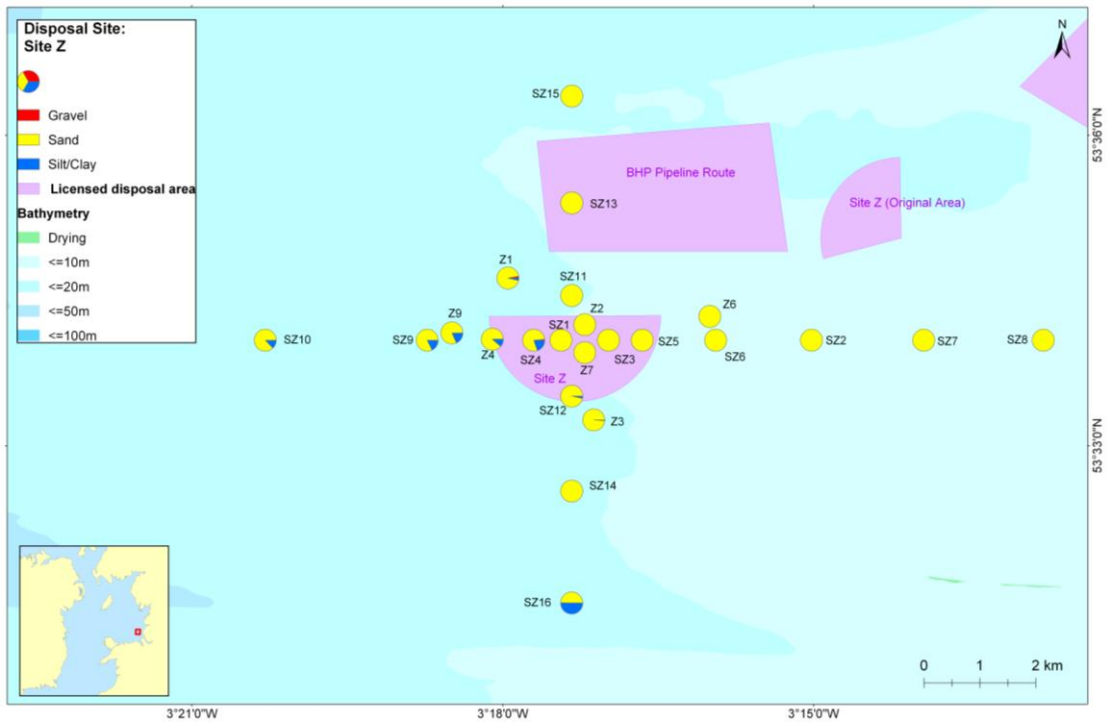 Disposal Site:
Site Z
Gravel
Sand
Silt/Clay
Licensed disposal area
Bathymetry
Drying
<=10m
<=20m
<=50m
<=100m
N
SZ15
53°36'0"N
BHP Pipeline Route
Site Z (Original Area)
SZ13
Z1
SZ11
Z9
Z2
Z6
SZ10
SZ9
Z4
SZ4
SZ1
SZ3
SZ5
SZ6
SZ2
SZ7
SZ8
Z7
Site Z
SZ12
Z3
53°33'0"N
SZ14
SZ16
0 1 2 km
3°21'0"W 3°18'0"W 3°15'0"W